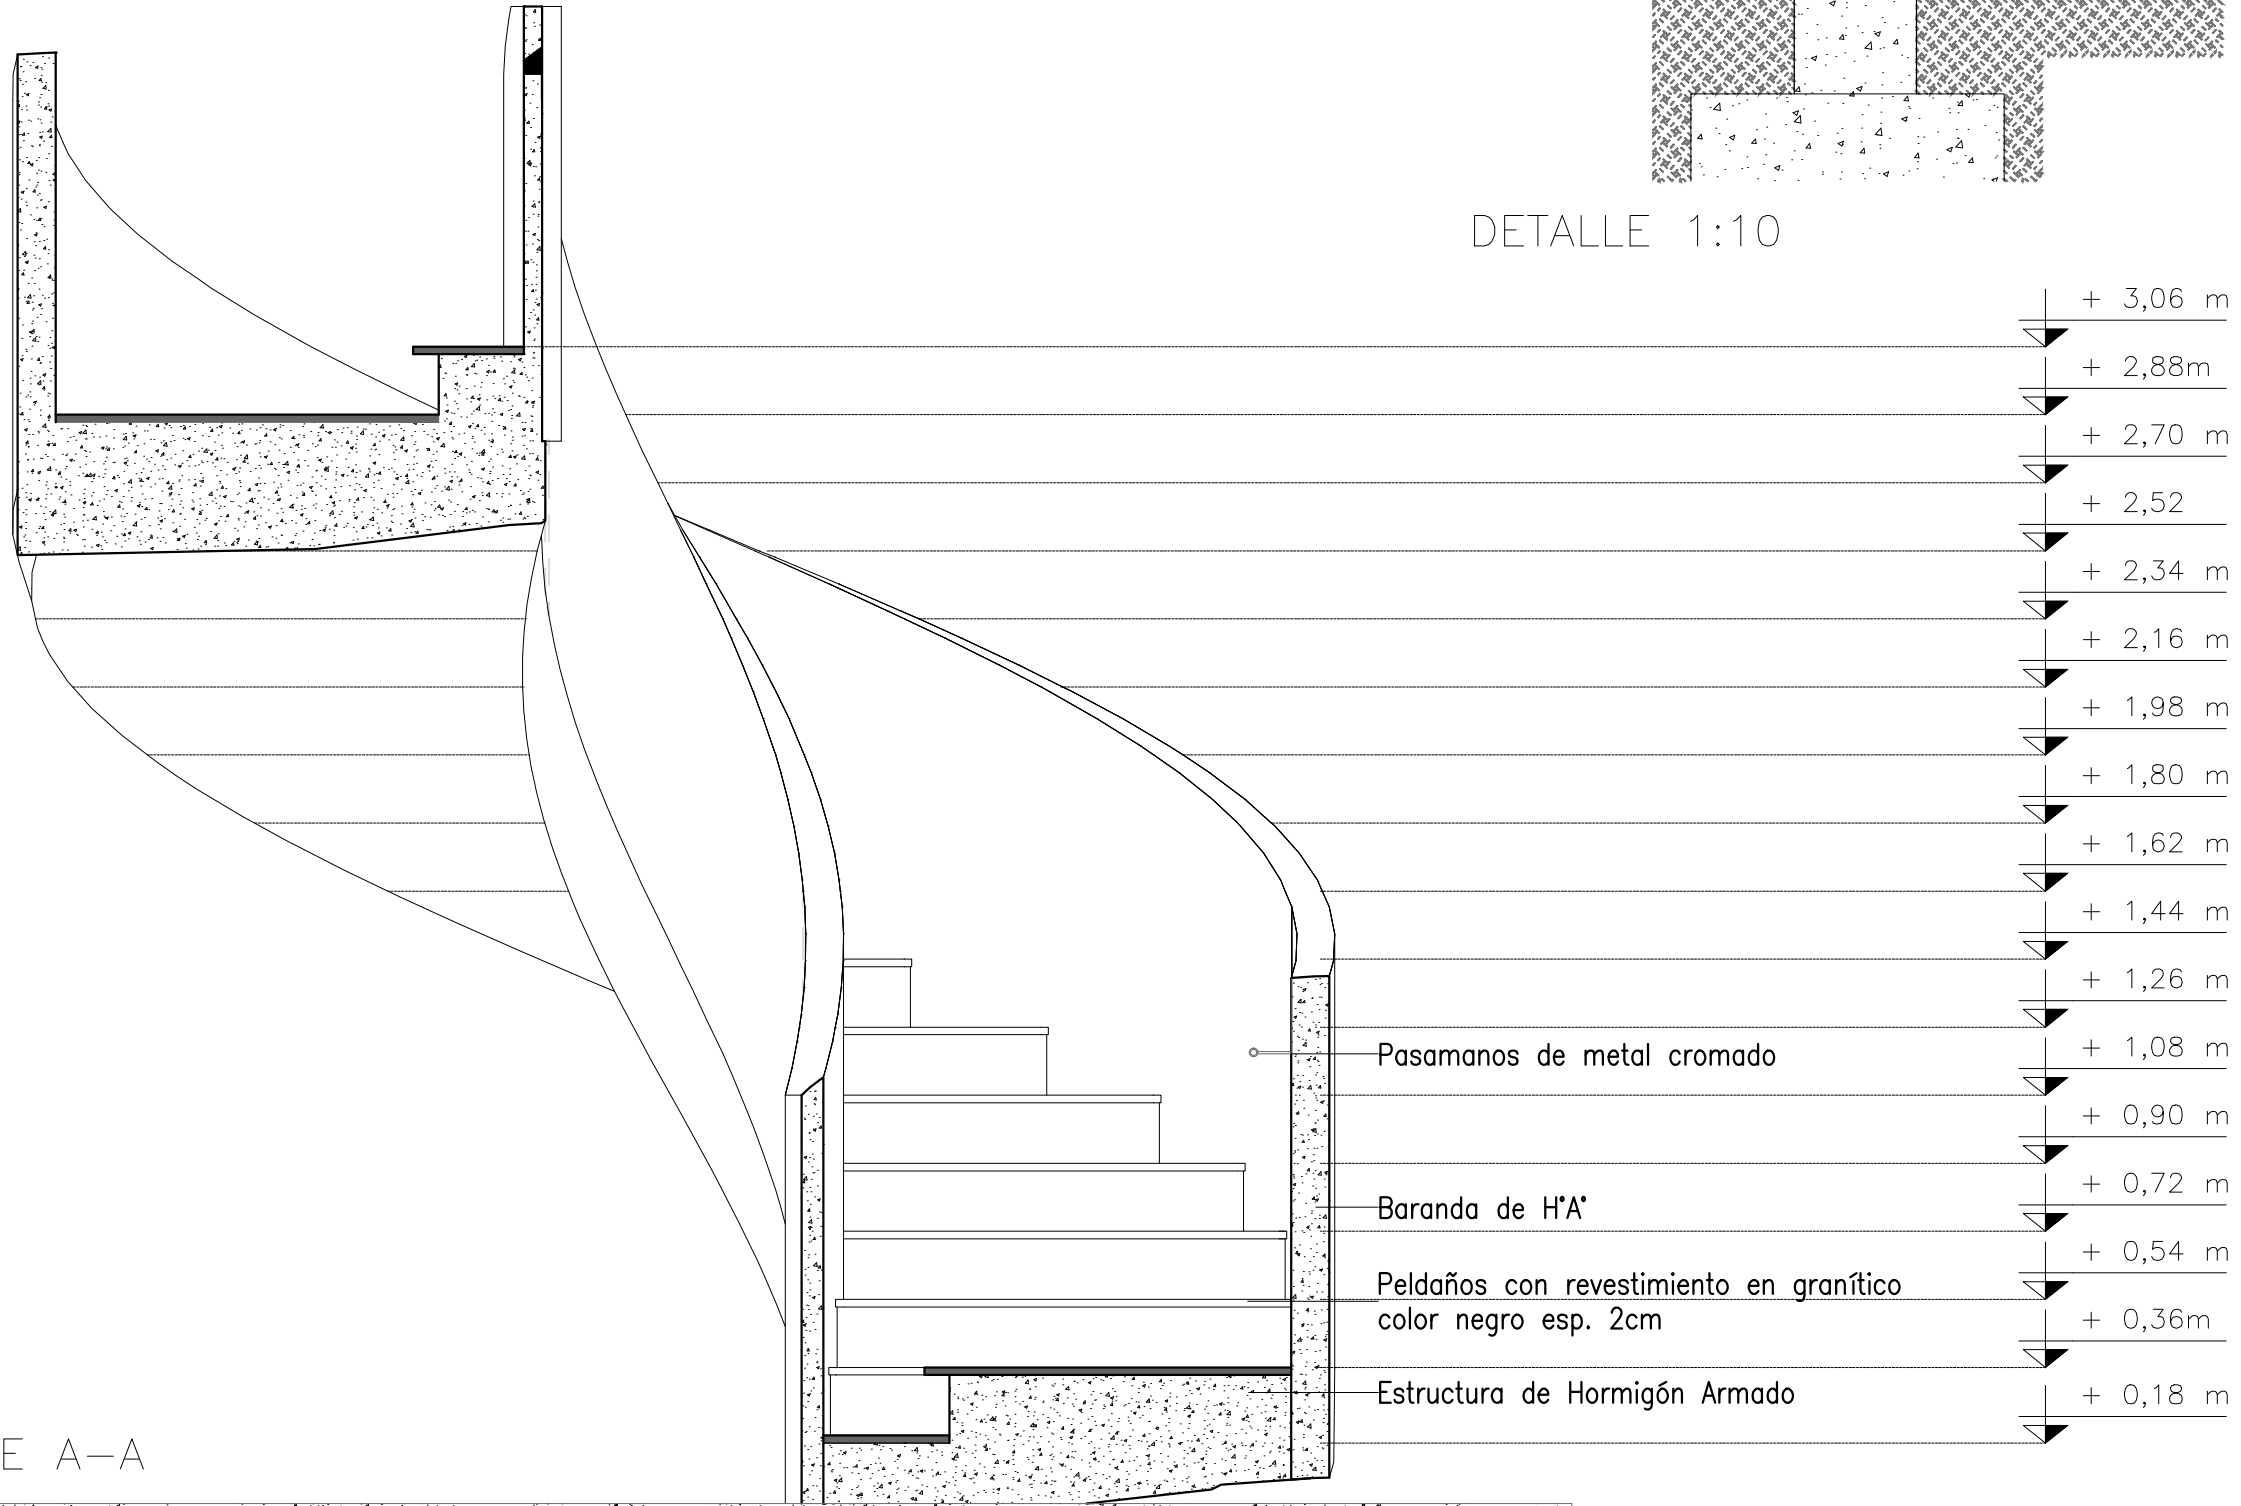 DETALLE 1:10
+ 3,06 m
+ 2,88m
+ 2,70 m
+ 2,52
+ 2,34 m
+ 2,16 m
+ 1,98 m
+ 1,80 m
+ 1,62 m
+ 1,44 m
+ 1,26 m
Pasamanos de metal cromado
+ 1,08 m
+ 0,90 m
+ 0,72 m
Baranda de H°A°
+ 0,54 m
Peldaños con revestimiento en granítico
color negro esp. 2cm
+ 0,36m
Estructura de Hormigón Armado
+ 0,18 m
E A-A